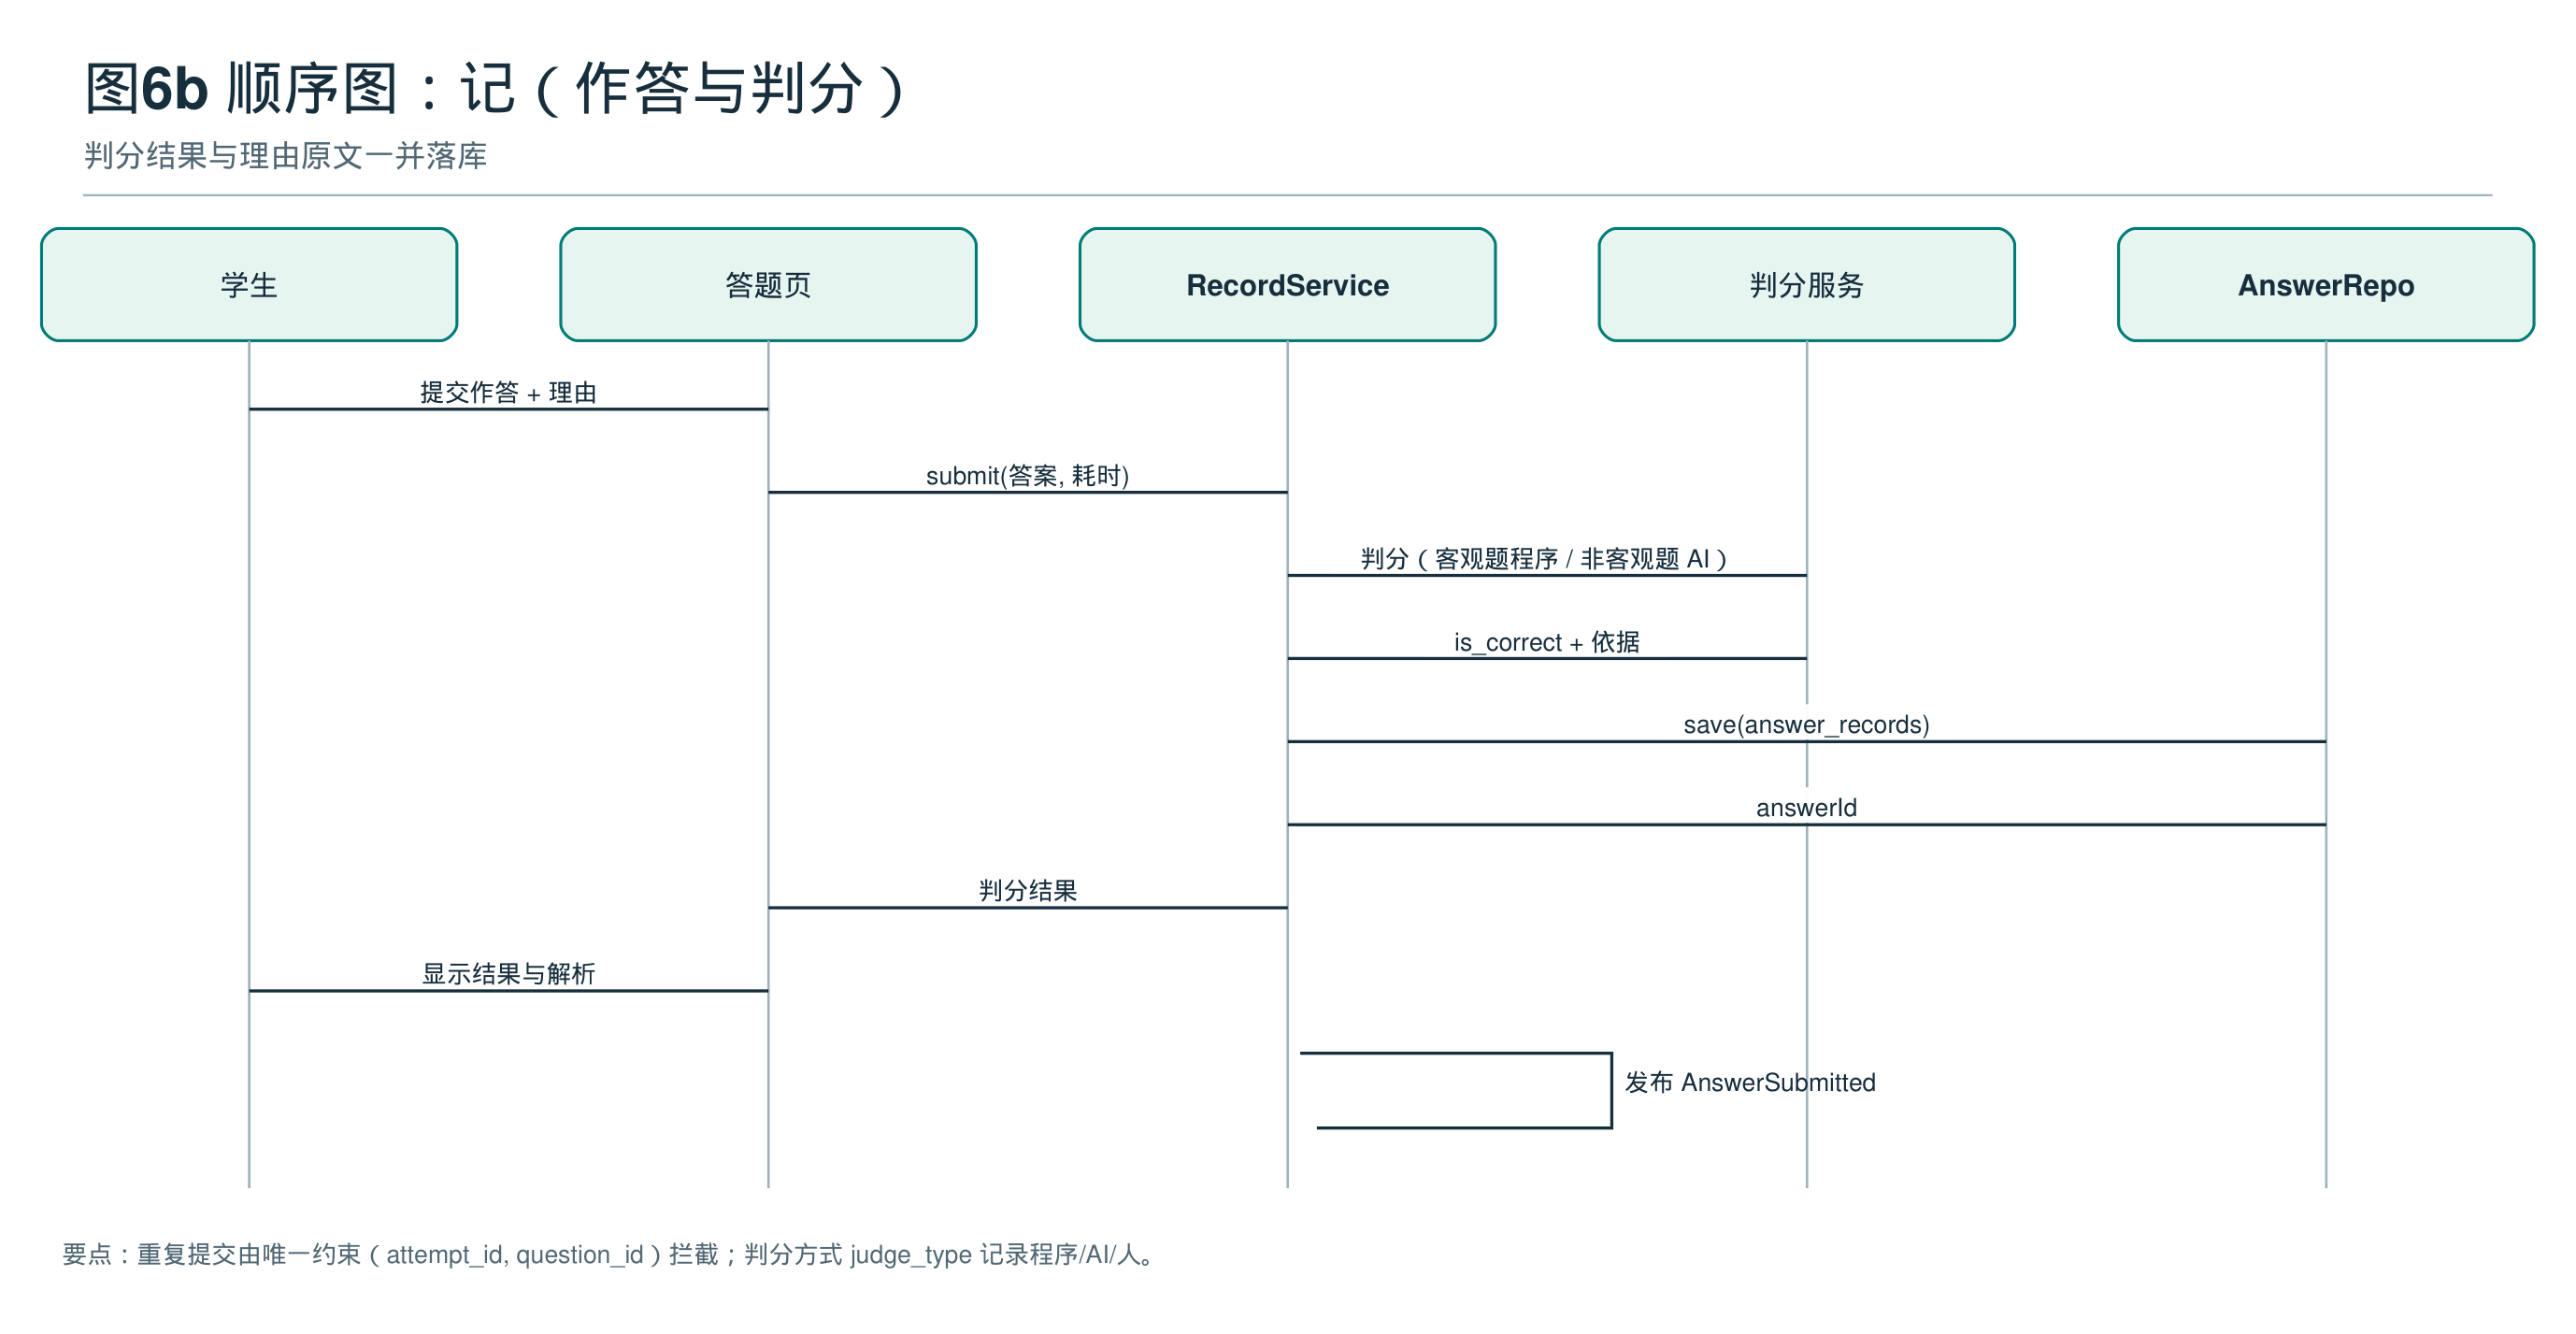 图6b 顺序图：记（作答与判分）
判分结果与理由原文一并落库
学生
答题页
RecordService
判分服务
AnswerRepo
提交作答 + 理由
submit(答案, 耗时)
判分（客观题程序 / 非客观题 AI）
is_correct + 依据
save(answer_records)
answerId
判分结果
显示结果与解析
发布 AnswerSubmitted
要点：重复提交由唯一约束（attempt_id, question_id）拦截；判分方式 judge_type 记录程序/AI/人。